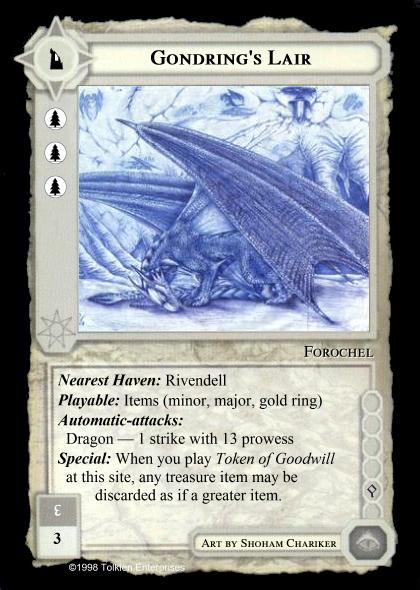 GONDRING'S LAIR
FOROCHEL
Nearest Haven: Rivendell
Playable: Items (minor, major, gold ring)
Automatic-attacks:
Dragon — 1 strike with 13 prowess
Special: When you play Token of Goodwill
at this site, any treasure item may be
discarded as if a greater item.
3
3
ART BY SHOHAM CHARIKER
©1998 Tolkien Enterprises